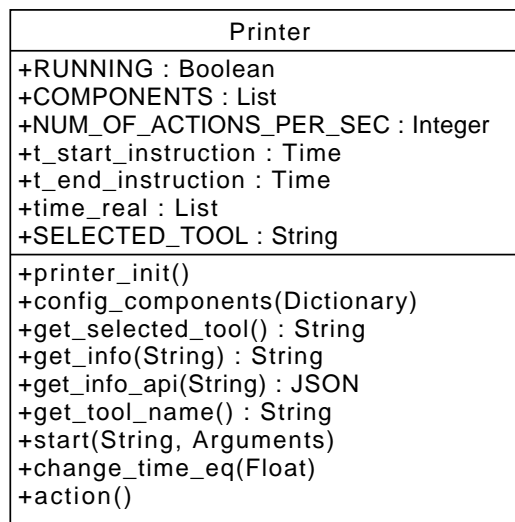 Printer
+RUNNING : Boolean
+COMPONENTS : List
+NUM_OF_ACTIONS_PER_SEC : Integer
+t_start_instruction : Time
+t_end_instruction : Time
+time_real : List
+SELECTED_TOOL : String
+printer_init()
+config_components(Dictionary)
+get_selected_tool() : String
+get_info(String) : String
+get_info_api(String) : JSON
+get_tool_name() : String
+start(String, Arguments)
+change_time_eq(Float)
+action()